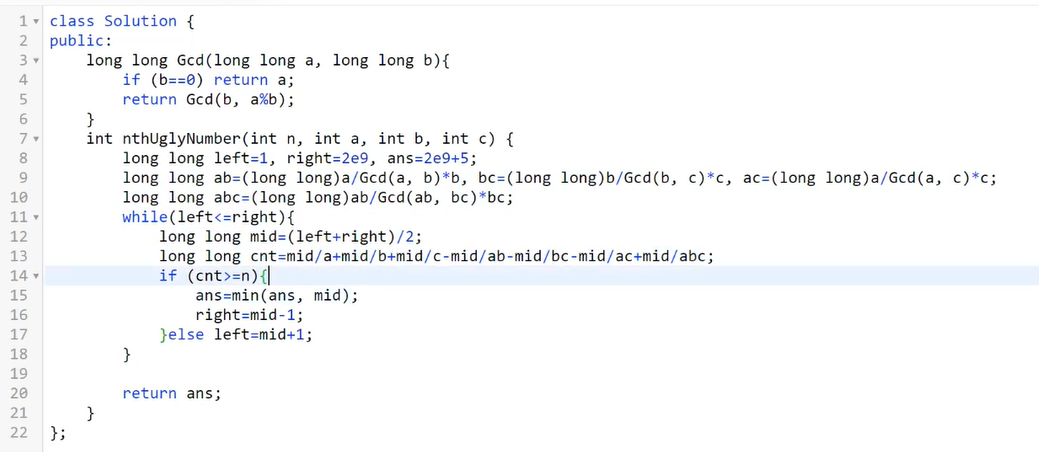 1 class Solution {
2 public:
3     long long Gcd(long long a, long long b){
4         if (b==0) return a;
5         return Gcd(b, a%b);
6     }
7     int nthUglyNumber(int n, int a, int b, int c) {
8         long long left=1, right=2e9, ans=2e9+5;
9         long long ab=(long long)a/Gcd(a, b)*b, bc=(long long)b/Gcd(b, c)*c, ac=(long long)a/Gcd(a, c)*c;
10         long long abc=(long long)ab/Gcd(ab, bc)*bc;
11         while(left<=right){
12             long long mid=(left+right)/2;
13             long long cnt=mid/a+mid/b+mid/c-mid/ab-mid/bc-mid/ac+mid/abc;
14             if (cnt>=n){
15                 ans=min(ans, mid);
16                 right=mid-1;
17             }else left=mid+1;
18         }
19
20         return ans;
21     }
22 };